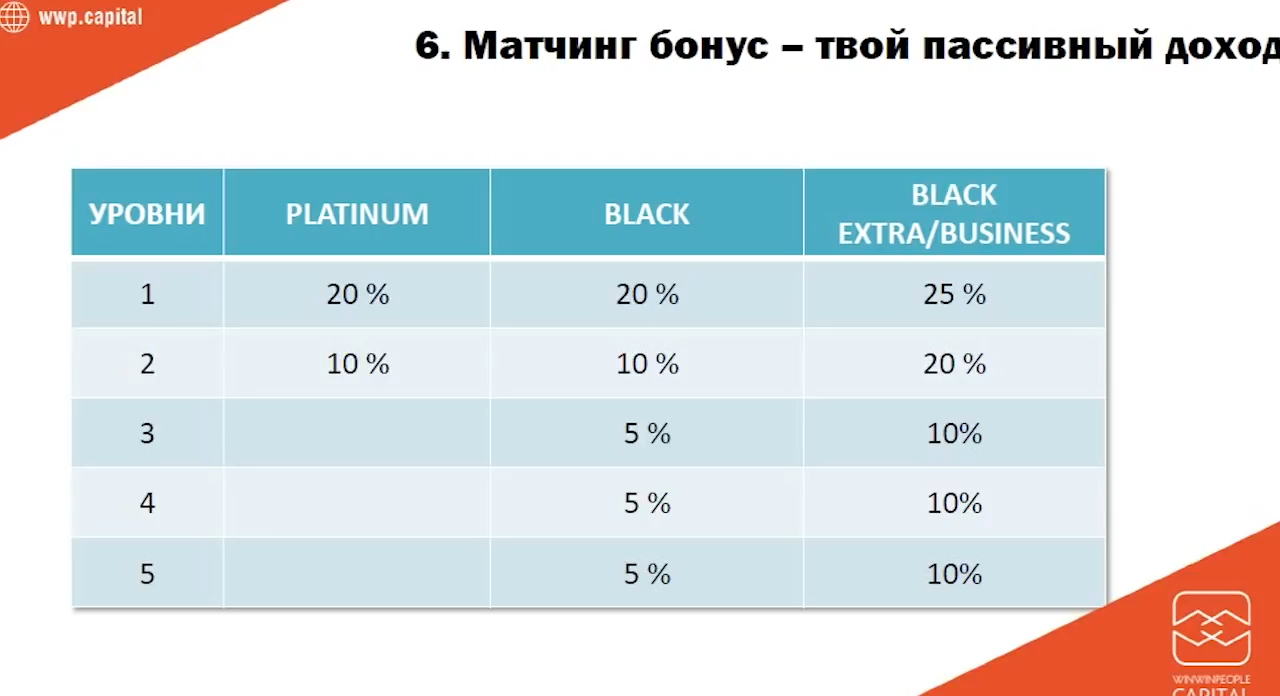 wwp.capital
6. Матчинг бонус – твой пассивный доход
УРОВНИ PLATINUM BLACK BLACK EXTRA/BUSINESS
1 20 % 20 % 25 %
2 10 % 10 % 20 %
3 5 % 10%
4 5 % 10%
5 5 % 10%
WINWINPEOPLE
CAPITAL